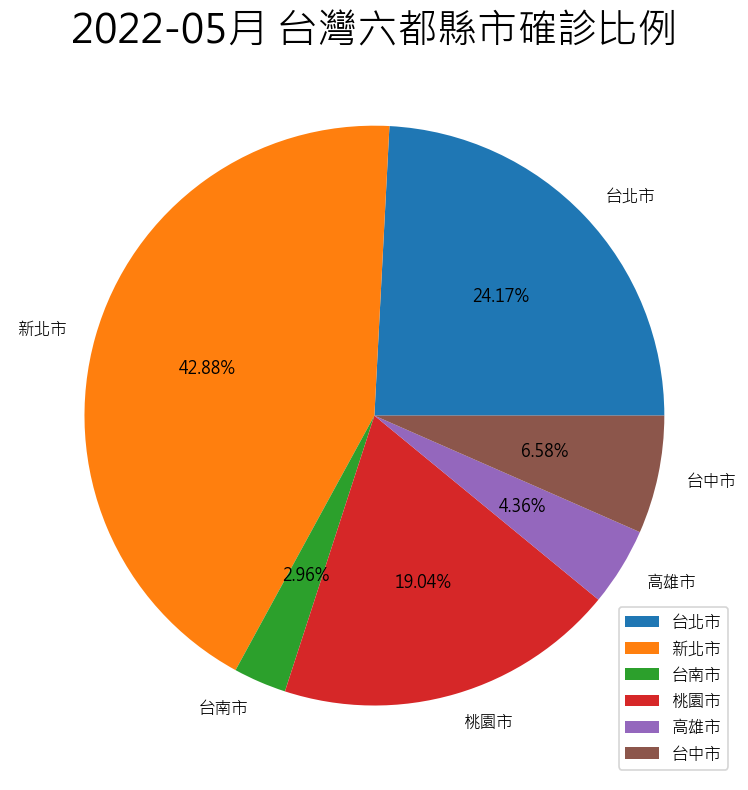 2022-05月 台灣六都縣市確診比例
台北市
24.17%
新北市
42.88%
6.58%
台中市
4.36%
2.96%
19.04%
高雄市
台南市
桃園市
台北市
新北市
台南市
桃園市
高雄市
台中市